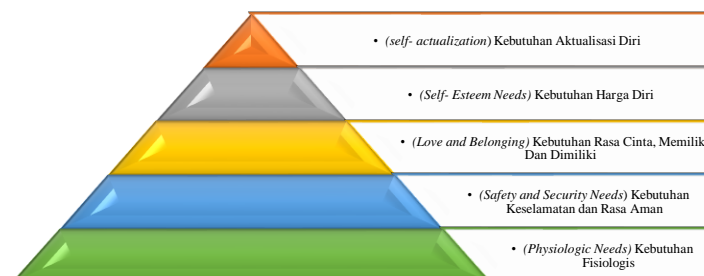 • (self- actualization) Kebutuhan Aktualisasi Diri
• (Self- Esteem Needs) Kebutuhan Harga Diri
• (Love and Belonging) Kebutuhan Rasa Cinta, Memilik
Dan Dimiliki
• (Safety and Security Needs) Kebutuhan
Keselamatan dan Rasa Aman
• (Physiologic Needs) Kebutuhan
Fisiologis